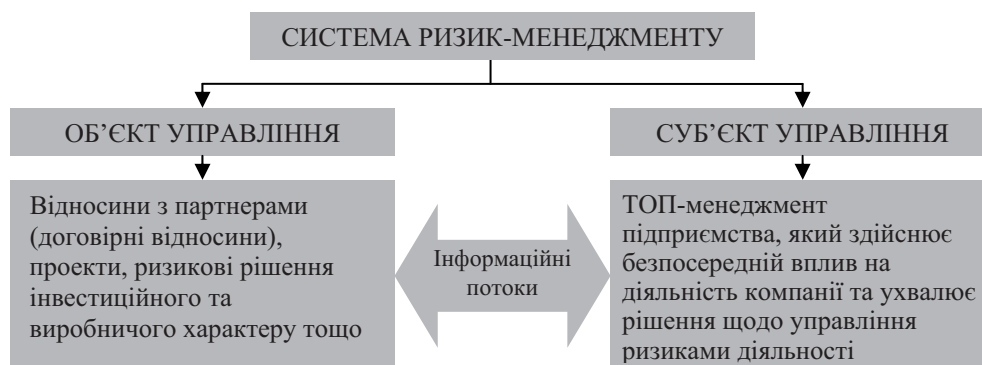 СИСТЕМА РИЗИК-МЕНЕДЖМЕНТУ
ОБ’ЄКТ УПРАВЛІННЯ
СУБ’ЄКТ УПРАВЛІННЯ
Відносини з партнерами
(договірні відносини),
проекти, ризикові рішення
інвестиційного та
виробничого характеру тощо
Інформаційні
потоки
ТОП-менеджмент
підприємства, який здійснює
безпосередній вплив на
діяльність компанії та ухвалює
рішення щодо управління
ризиками діяльності